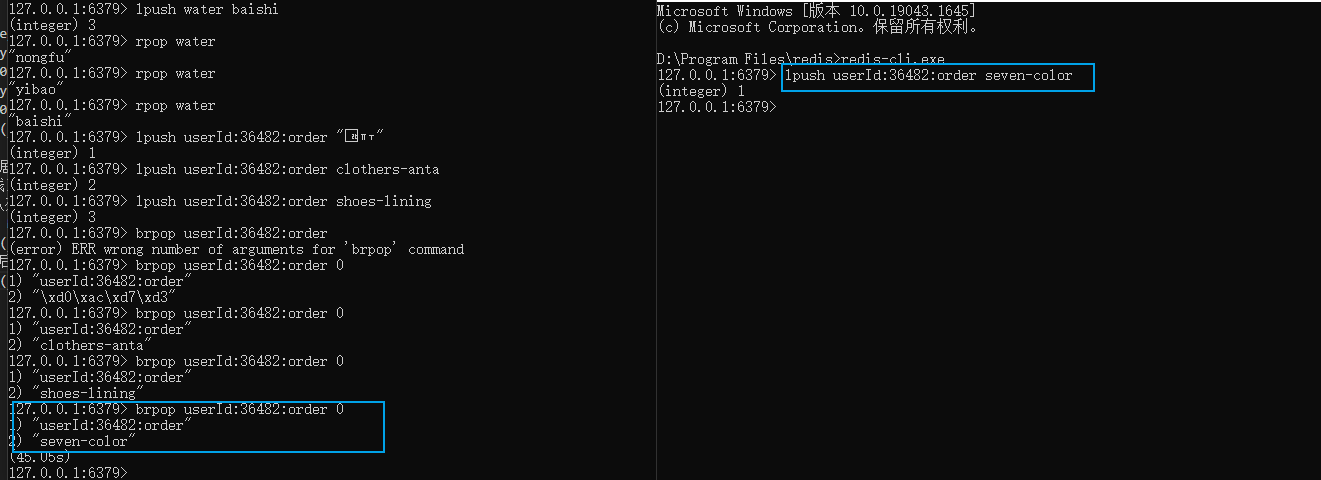 127.0.0.1:6379> lpush water baishi
(integer) 3
127.0.0.1:6379> rpop water
"nongfu"
127.0.0.1:6379> rpop water
"yibao"
127.0.0.1:6379> rpop water
"baishi"
127.0.0.1:6379> lpush userId:36482:order "
(integer) 1
127.0.0.1:6379> lpush userId:36482:order clothers-anta
(integer) 2
127.0.0.1:6379> lpush userId:36482:order shoes-lining
(integer) 3
127.0.0.1:6379> brpop userId:36482:order
(error) ERR wrong number of arguments for 'brpop' command
127.0.0.1:6379> brpop userId:36482:order 0
1) "userId:36482:order"
2) "\xd0\xac\xd7\xd3"
127.0.0.1:6379> brpop userId:36482:order 0
1) "userId:36482:order"
2) "clothers-anta"
127.0.0.1:6379> brpop userId:36482:order 0
1) "userId:36482:order"
2) "shoes-lining"
127.0.0.1:6379> brpop userId:36482:order 0
1) "userId:36482:order"
2) "seven-color"
(45.05s)
127.0.0.1:6379>
Microsoft Windows [版本 10.0.19043.1645]
(c) Microsoft Corporation。保留所有权利。
D:\Program Files\redis>redis-cli.exe
127.0.0.1:6379> lpush userId:36482:order seven-color
(integer) 1
127.0.0.1:6379>